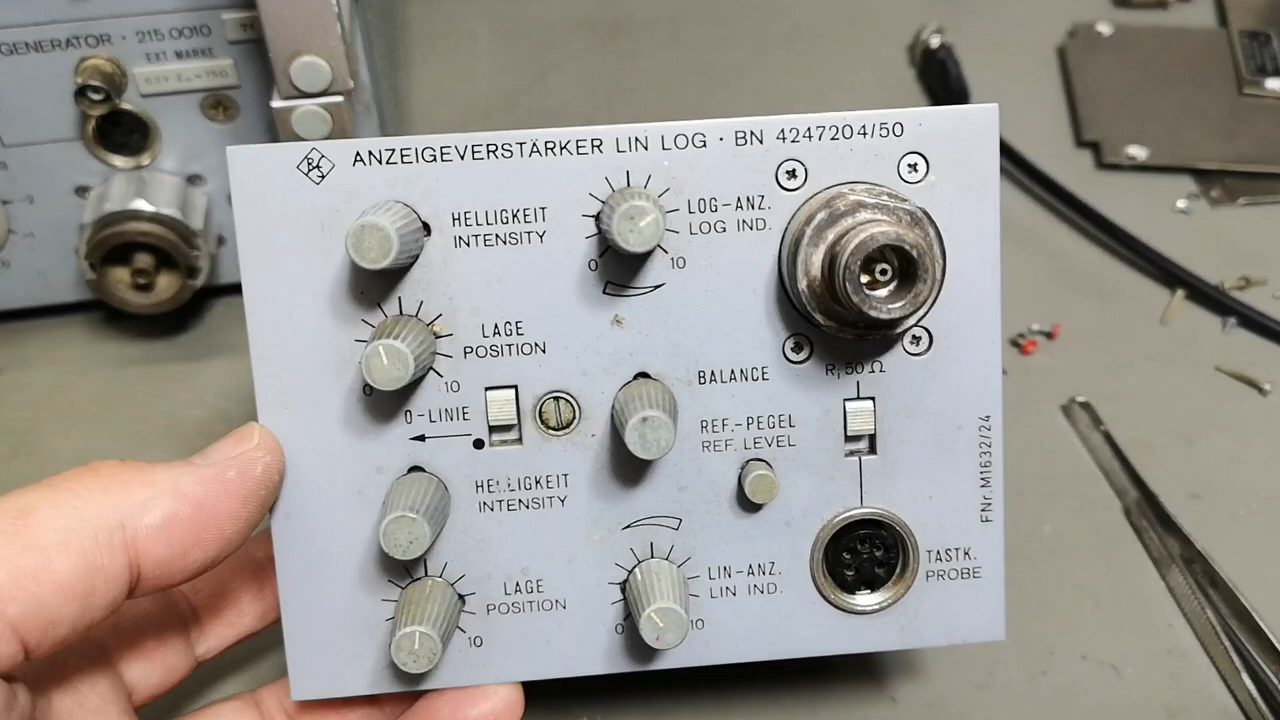 GENERATOR · 215.0010
EXT MARKE
R&S
ANZEIGEVERSTÄRKER LIN LOG · BN 4247204/50
HELLIGKEIT
INTENSITY
LOG-ANZ.
LOG IND.
0
10
LAGE
POSITION
0
10
BALANCE
Ri 50 Ω
0-LINIE
REF.-PEGEL
REF. LEVEL
HELLIGKEIT
INTENSITY
FNr. M1632/24
LAGE
POSITION
10
LIN-ANZ.
LIN IND.
0
10
TASTK.
PROBE